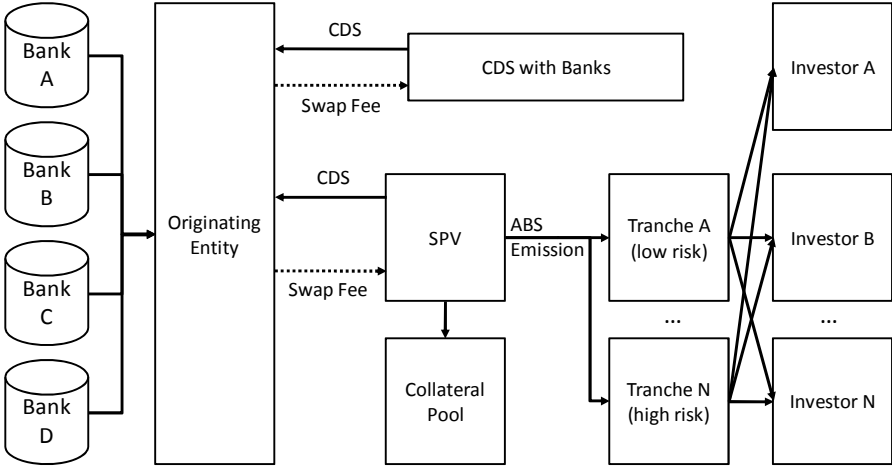 Bank
A
Bank
B
Bank
C
Bank
D
Originating
Entity
CDS
Swap Fee
CDS with Banks
CDS
Swap Fee
SPV
ABS
Emission
Collateral
Pool
Tranche A
(low risk)
...
Tranche N
(high risk)
Investor A
Investor B
...
Investor N